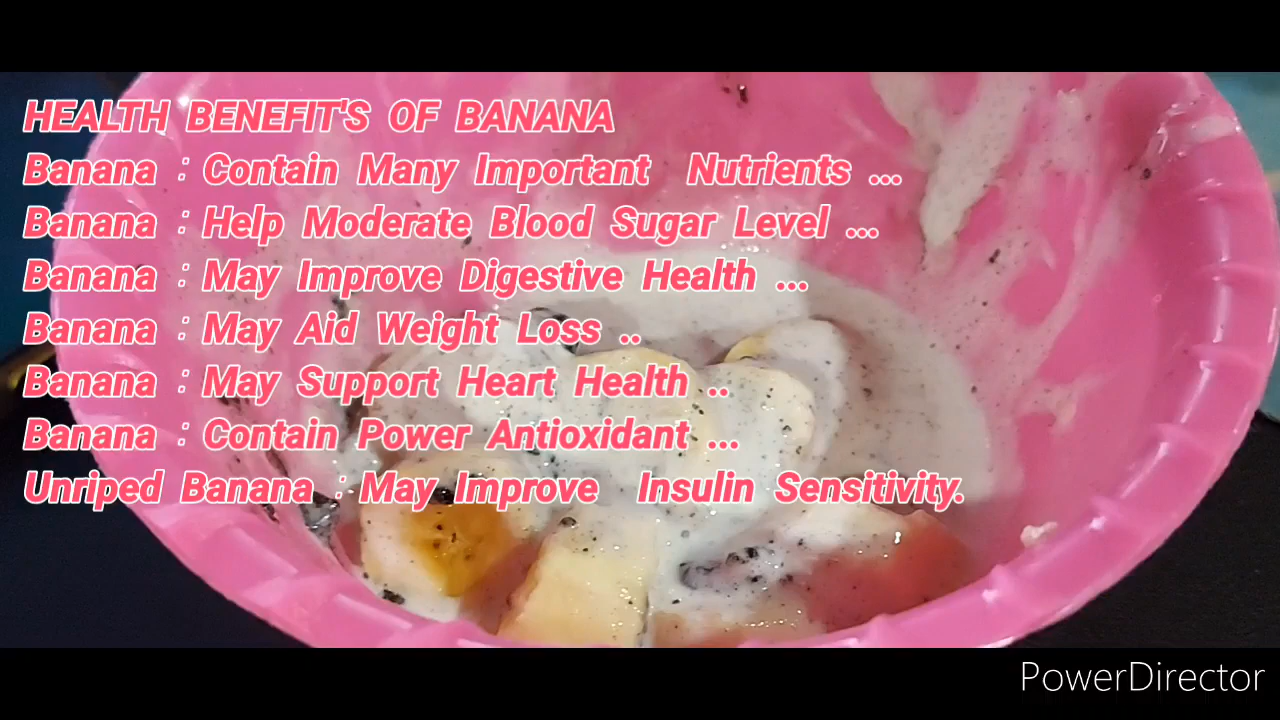 HEALTH BENEFIT'S OF BANANA
Banana : Contain Many Important Nutrients ...
Banana : Help Moderate Blood Sugar Level ...
Banana : May Improve Digestive Health ...
Banana : May Aid Weight Loss ..
Banana : May Support Heart Health ..
Banana : Contain Power Antioxidant ...
Unriped Banana : May Improve Insulin Sensitivity.
PowerDirector